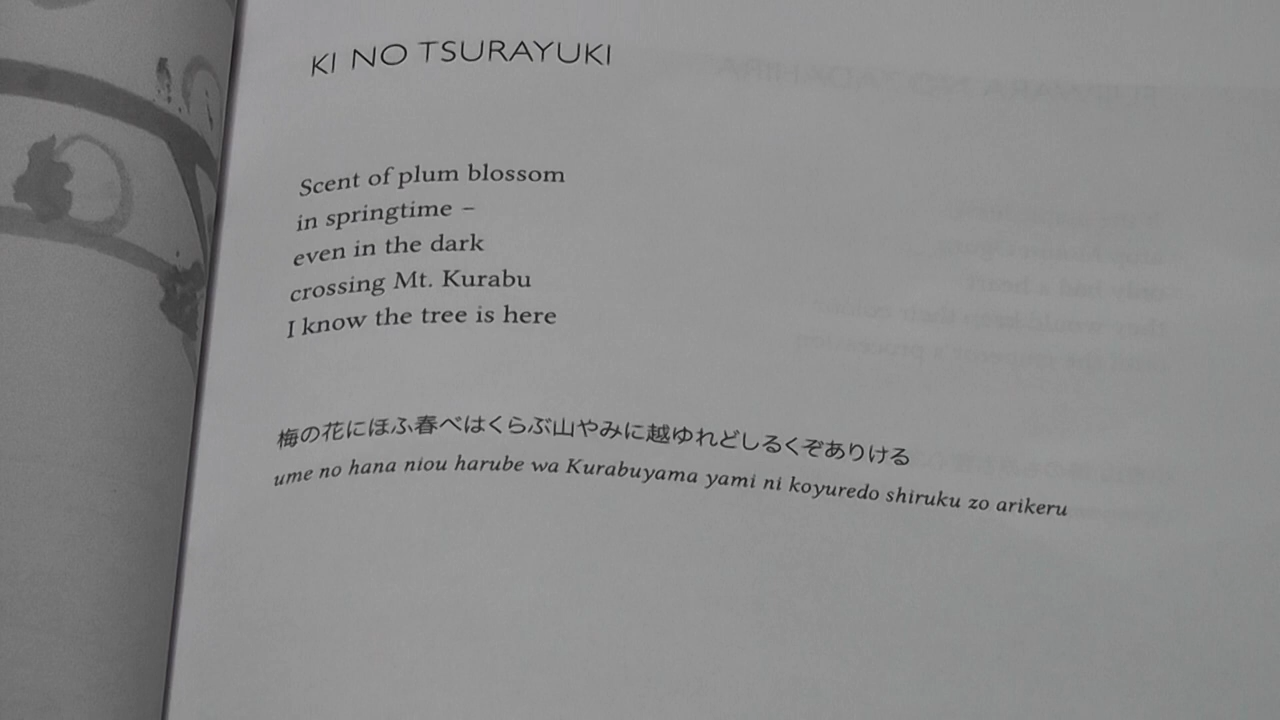 KI NO TSURAYUKI
Scent of plum blossom
in springtime –
even in the dark
crossing Mt. Kurabu
I know the tree is here
梅の花にほふ春べはくらぶ山やみに越ゆれどしるくぞありける
ume no hana niou harube wa Kurabuyama yami ni koyuredo shiruku zo arikeru